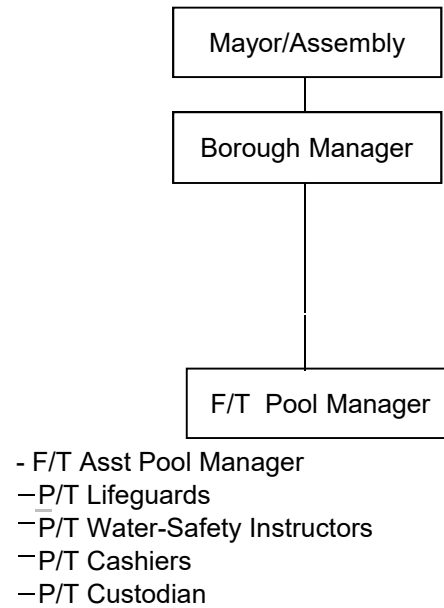 Mayor/Assembly
Borough Manager
F/T Pool Manager
- F/T Asst Pool Manager
–P/T Lifeguards
–P/T Water-Safety Instructors
–P/T Cashiers
–P/T Custodian